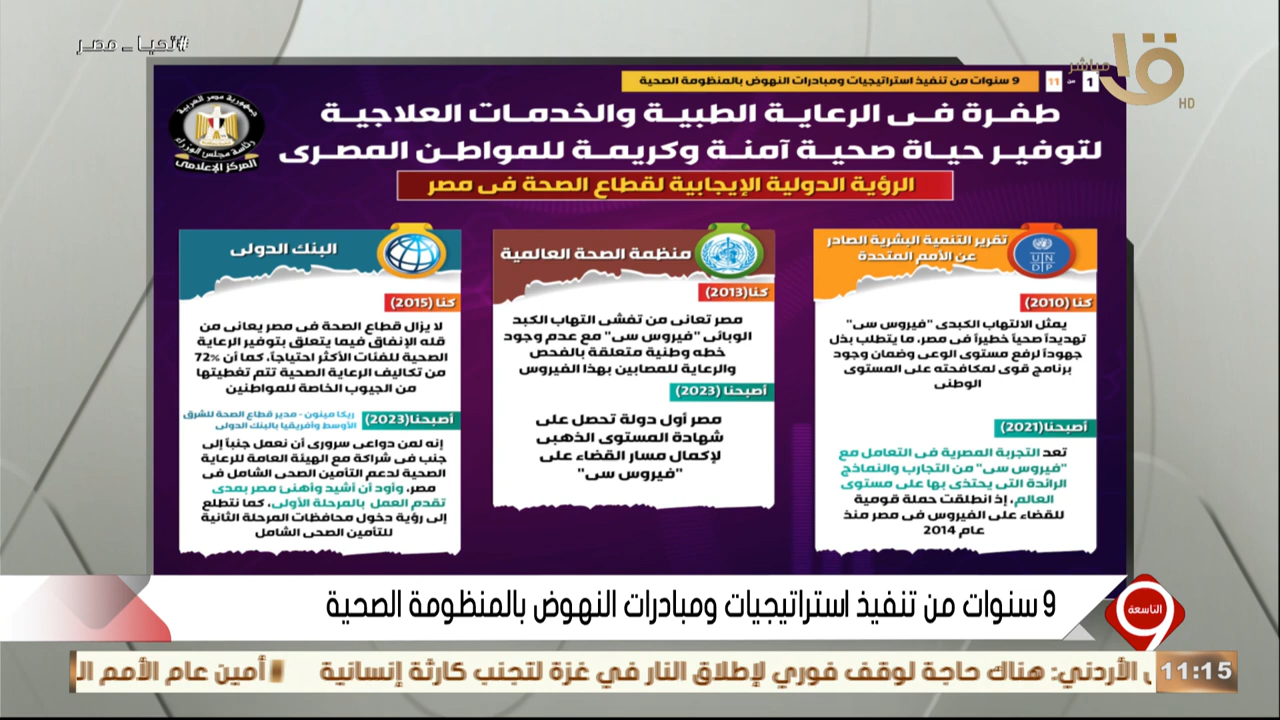 #تحيا_مصر
مباشر
HD
9 سنوات من تنفيذ استراتيجيات ومبادرات النهوض بالمنظومة الصحية
1 من 11
جمهورية مصر العربية
رئاسة مجلس الوزراء
المركز الإعلامى
طفرة فى الرعاية الطبية والخدمات العلاجية
لتوفير حياة صحية آمنة وكريمة للمواطن المصرى
الرؤية الدولية الإيجابية لقطاع الصحة فى مصر
تقرير التنمية البشرية الصادر
عن الأمم المتحدة
U N
D P
كنا (2010)
يمثل الالتهاب الكبدى "فيروس سى"
تهديداً صحياً خطيراً فى مصر، ما يتطلب بذل
جهوداً لرفع مستوى الوعى وضمان وجود
برنامج قوى لمكافحته على المستوى
الوطنى
أصبحنا (2021)
تعد التجربة المصرية فى التعامل مع
"فيروس سى" من التجارب والنماذج
الرائدة التى يحتذى بها على مستوى
العالم، إذ انطلقت حملة قومية
للقضاء على الفيروس فى مصر منذ
عام 2014
منظمة الصحة العالمية
كنا (2013)
مصر تعانى من تفشى التهاب الكبد
الوبائى "فيروس سى" مع عدم وجود
خطه وطنية متعلقة بالفحص
والرعاية للمصابين بهذا الفيروس
أصبحنا (2023)
مصر أول دولة تحصل على
شهادة المستوى الذهبى
لإكمال مسار القضاء على
"فيروس سى"
البنك الدولى
كنا (2015)
لا يزال قطاع الصحة فى مصر يعانى من
قله الإنفاق فيما يتعلق بتوفير الرعاية
الصحية للفئات الأكثر احتياجاً، كما أن 72%
من تكاليف الرعاية الصحية تتم تغطيتها
من الجيوب الخاصة للمواطنين
أصبحنا (2023)
ريكا مينون - مدير قطاع الصحة للشرق
الأوسط وأفريقيا بالبنك الدولى
إنه لمن دواعى سرورى أن نعمل جنباً إلى
جنب فى شراكة مع الهيئة العامة للرعاية
الصحية لدعم التأمين الصحى الشامل فى
مصر، وأود أن أشيد وأهنئ مصر بمدى
تقدم العمل بالمرحلة الأولى، كما نتطلع
إلى رؤية دخول محافظات المرحلة الثانية
للتأمين الصحى الشامل
9 سنوات من تنفيذ استراتيجيات ومبادرات النهوض بالمنظومة الصحية
التاسعة
11:15
الأردني: هناك حاجة لوقف فوري لإطلاق النار في غزة لتجنب كارثة إنسانية
أمين عام الأمم